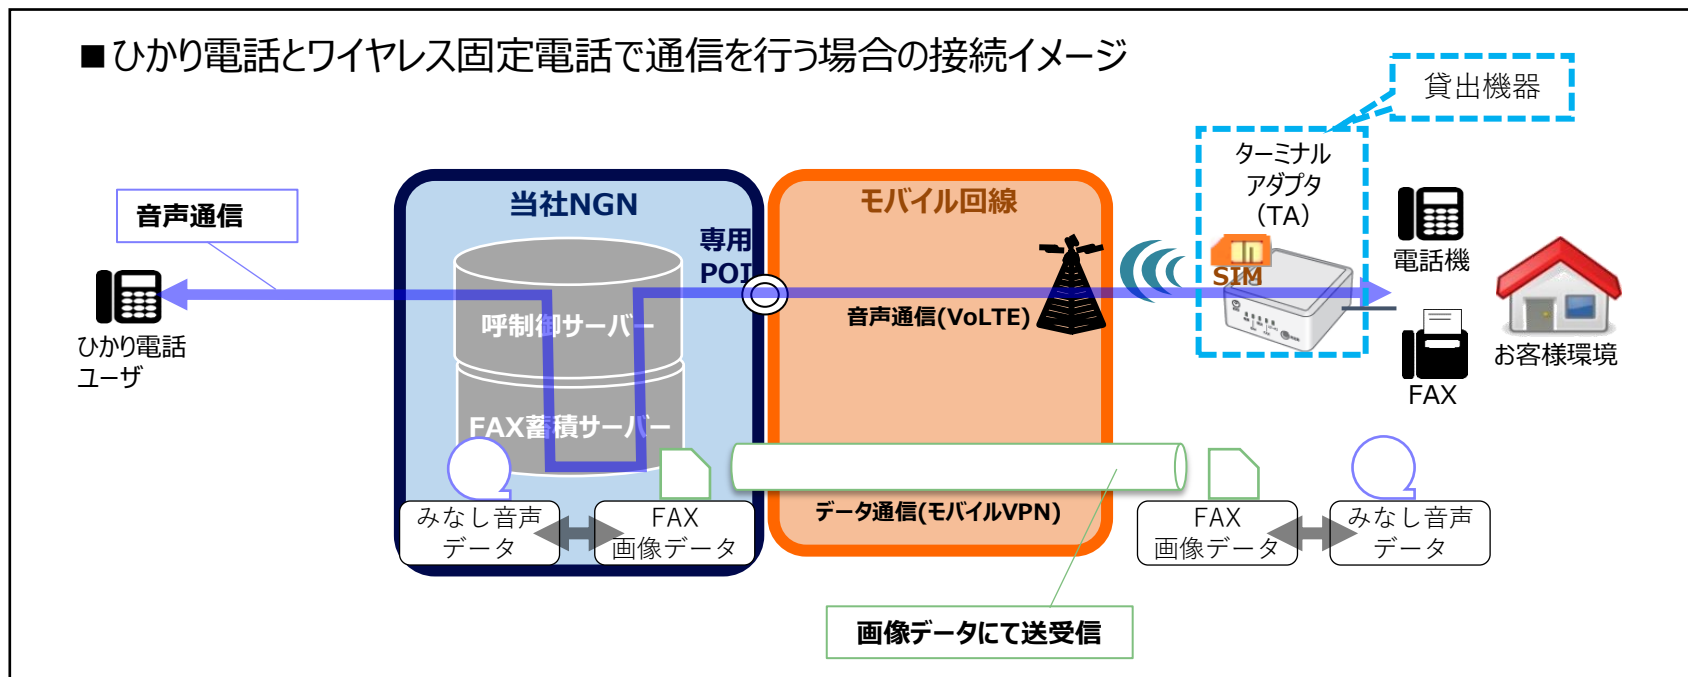 ■ひかり電話とワイヤレス固定電話で通信を行う場合の接続イメージ
貸出機器
ターミナル
アダプタ
（TA）
当社NGN
モバイル回線
音声通信
専用
POI
SIM
電話機
呼制御サーバー
音声通信(VoLTE)
ひかり電話
ユーザ
お客様環境
FAX
FAX蓄積サーバー
みなし音声
データ
FAX
画像データ
データ通信(モバイルVPN)
FAX
画像データ
みなし音声
データ
画像データにて送受信